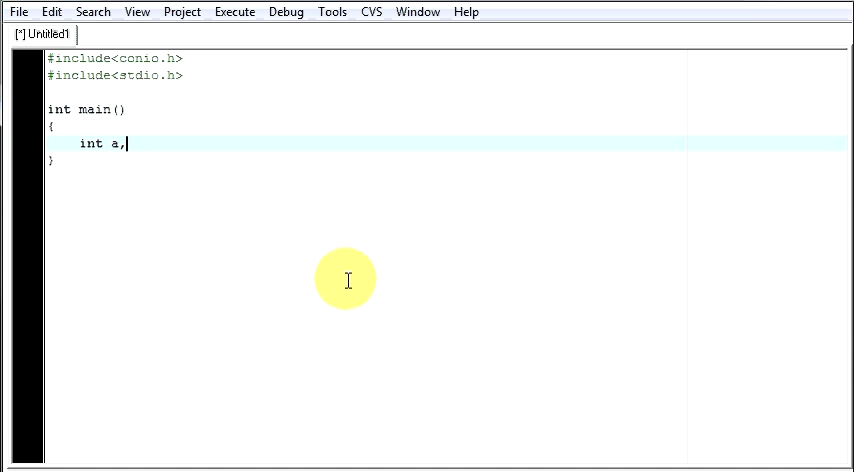 File Edit Search View Project Execute Debug Tools CVS Window Help
[*] Untitled1
#include<conio.h>
#include<stdio.h>
int main()
{
int a,
}